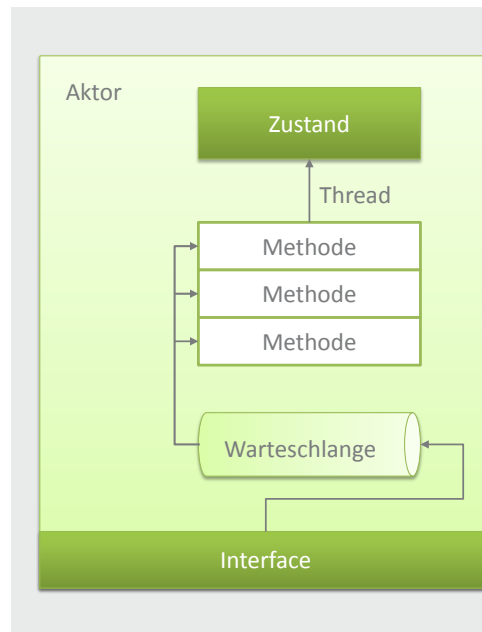 Aktor
Zustand
Thread
Methode
Methode
Methode
Warteschlange
Interface